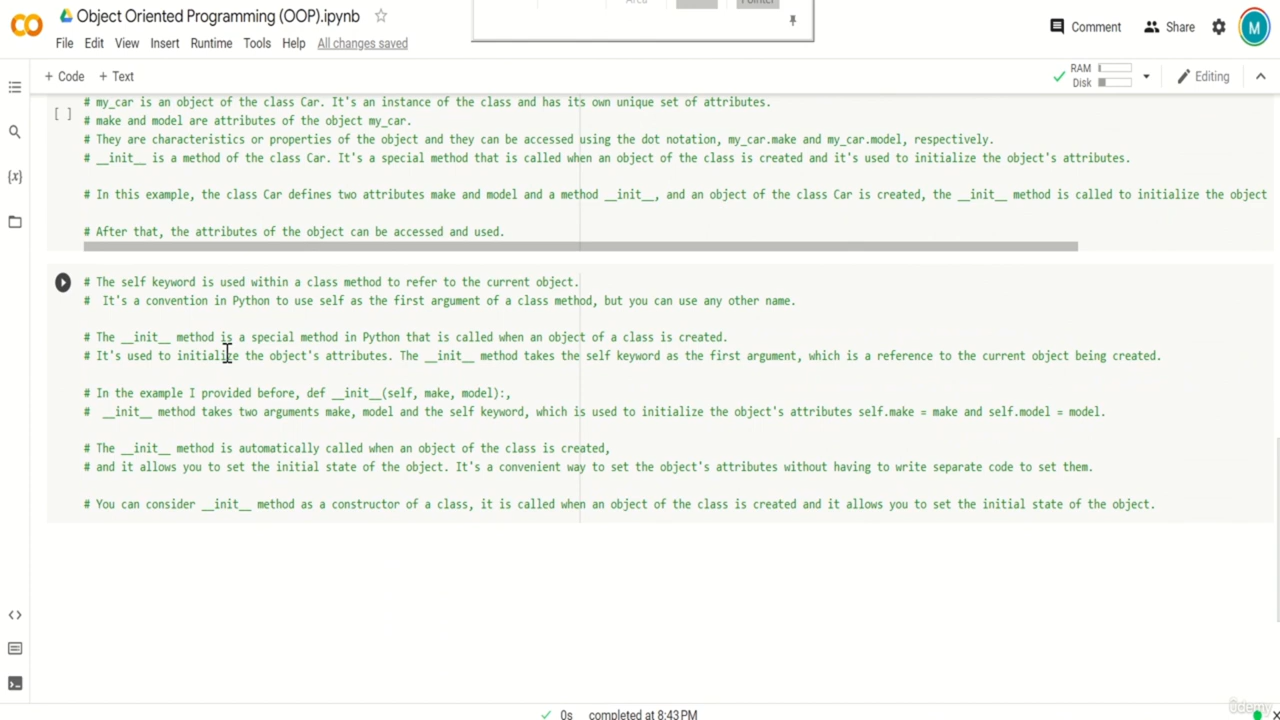 Object Oriented Programming (OOP).ipynb
Comment
Share
M
File Edit View Insert Runtime Tools Help All changes saved
Area
Pointer
+ Code + Text
RAM
Disk
Editing
# my_car is an object of the class Car. It's an instance of the class and has its own unique set of attributes.
[ ]
# make and model are attributes of the object my_car.
# They are characteristics or properties of the object and they can be accessed using the dot notation, my_car.make and my_car.model, respectively.
# __init__ is a method of the class Car. It's a special method that is called when an object of the class is created and it's used to initialize the object's attributes.
{x}
# In this example, the class Car defines two attributes make and model and a method __init__, and an object of the class Car is created, the __init__ method is called to initialize the object
# After that, the attributes of the object can be accessed and used.
# The self keyword is used within a class method to refer to the current object.
#  It's a convention in Python to use self as the first argument of a class method, but you can use any other name.
# The __init__ method is a special method in Python that is called when an object of a class is created.
# It's used to initialize the object's attributes. The __init__ method takes the self keyword as the first argument, which is a reference to the current object being created.
# In the example I provided before, def __init__(self, make, model):,
#  __init__ method takes two arguments make, model and the self keyword, which is used to initialize the object's attributes self.make = make and self.model = model.
# The __init__ method is automatically called when an object of the class is created,
# and it allows you to set the initial state of the object. It's a convenient way to set the object's attributes without having to write separate code to set them.
# You can consider __init__ method as a constructor of a class, it is called when an object of the class is created and it allows you to set the initial state of the object.
0s completed at 8:43 PM
udemy